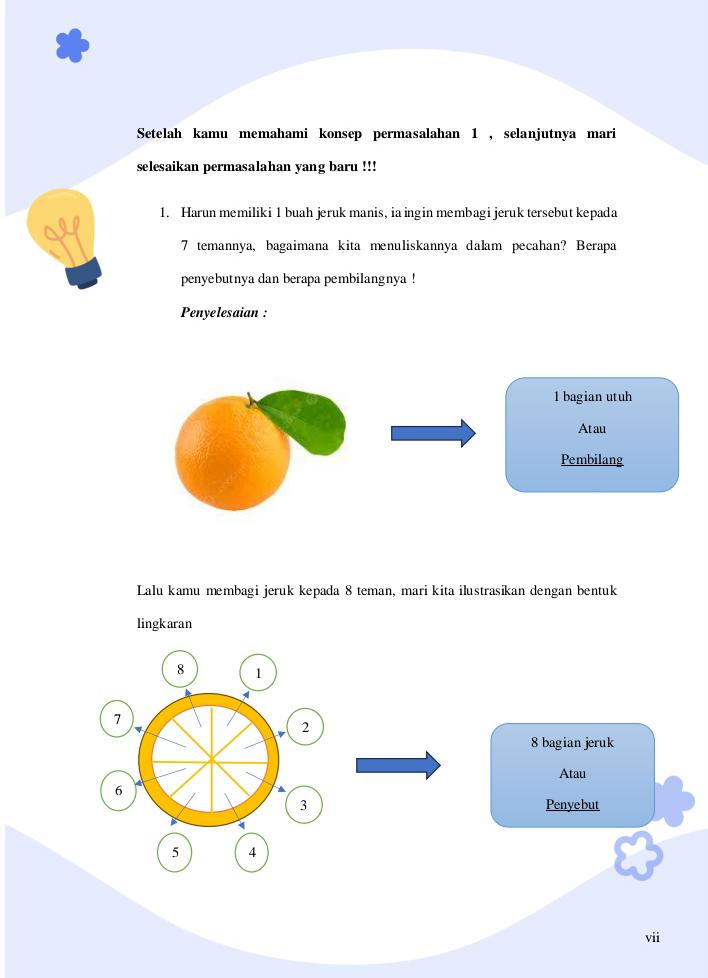 Setelah kamu memahami konsep permasalahan 1 , selanjutnya mari
selesaikan permasalahan yang baru !!!
1. Harun memiliki 1 buah jeruk manis, ia ingin membagi jeruk tersebut kepada
7 temannya, bagaimana kita menuliskannya dalam pecahan? Berapa
penyebutnya dan berapa pembilangnya !
Penyelesaian :
1 bagian utuh
Atau
Pembilang
Lalu kamu membagi jeruk kepada 8 teman, mari kita ilustrasikan dengan bentuk
lingkaran
8
1
7
2
6
3
5
4
8 bagian jeruk
Atau
Penyebut
vii